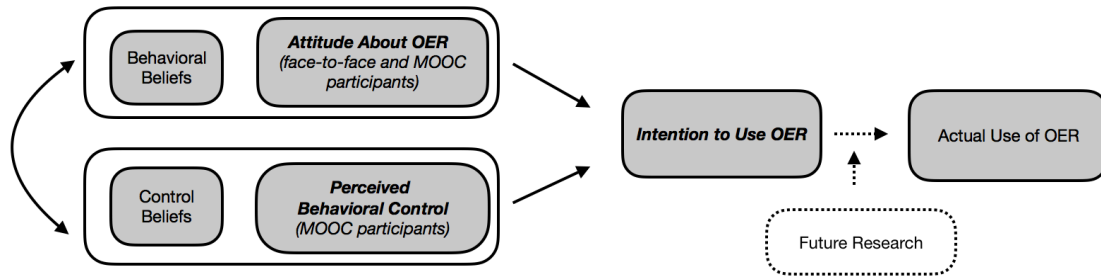 Behavioral
Beliefs
Attitude About OER
(face-to-face and MOOC
participants)
Control
Beliefs
Perceived
Behavioral Control
(MOOC participants)
Intention to Use OER
Actual Use of OER
Future Research